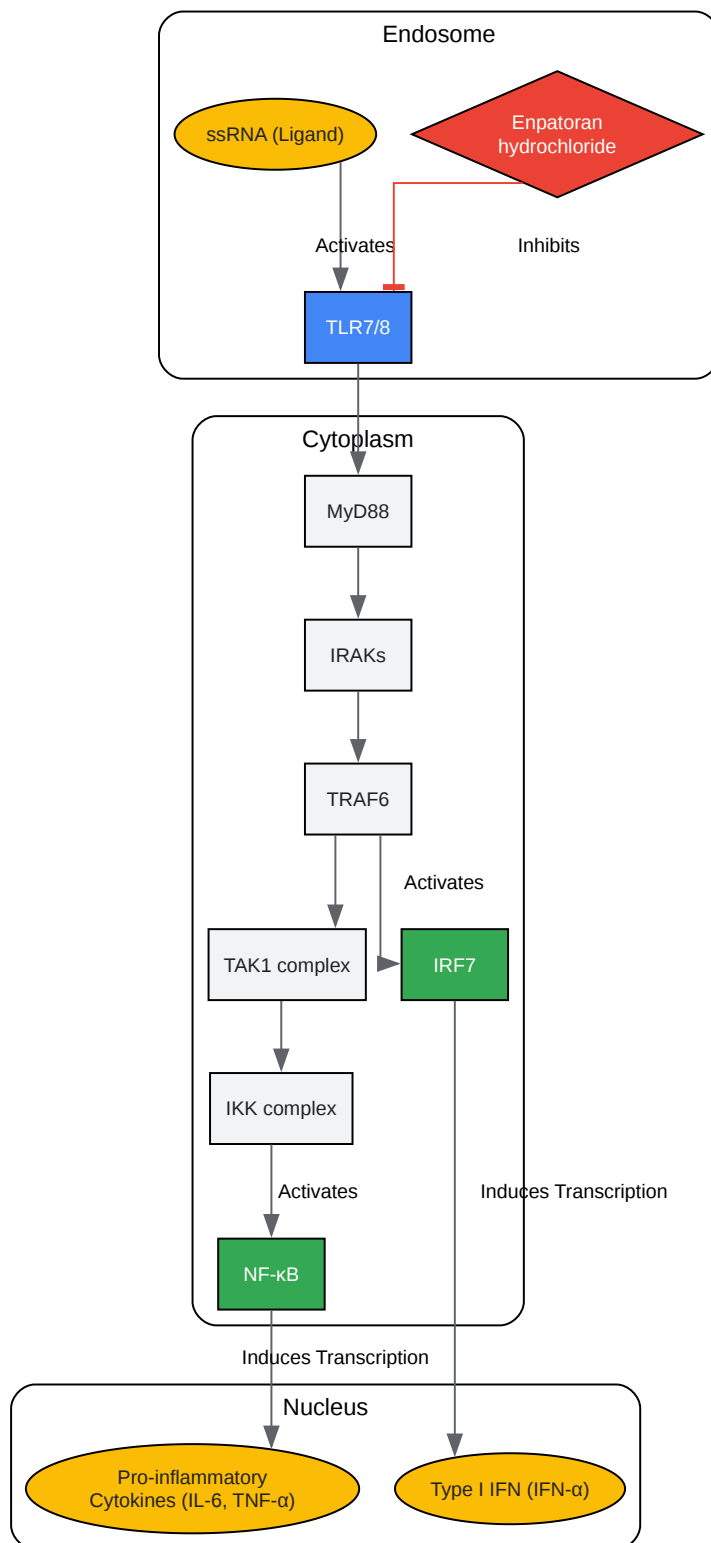 Endosome
ssRNA (Ligand)
Enpatoran
hydrochloride
Activates
Inhibits
TLR7/8
Cytoplasm
MyD88
IRAKs
TRAF6
Activates
TAK1 complex
IRF7
IKK complex
Activates
Induces Transcription
NF-κB
Induces Transcription
Nucleus
Pro-inflammatory
Cytokines (IL-6, TNF-α)
Type I IFN (IFN-α)